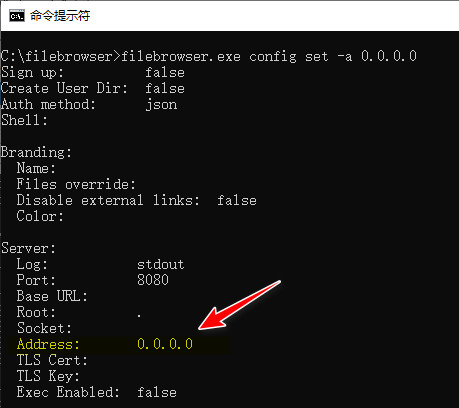 命令提示符
C:\filebrowser>filebrowser.exe config set -a 0.0.0.0
Sign up: false
Create User Dir: false
Auth method: json
Shell:
Branding:
Name:
Files override:
Disable external links: false
Color:
Server:
Log: stdout
Port: 8080
Base URL:
Root: .
Socket:
Address: 0.0.0.0
TLS Cert:
TLS Key:
Exec Enabled: false